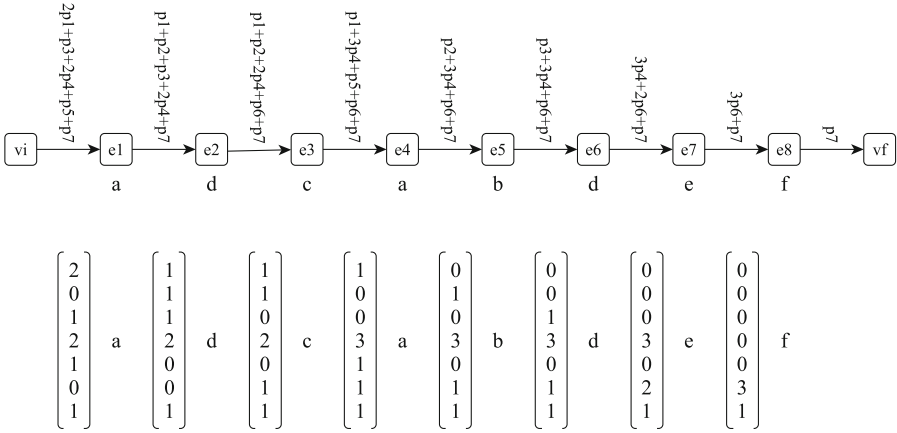 2p1+p3+2p4+p5+p7 p1+p2+p3+2p4+p7 p1+p2+2p4+p6+p7 p1+3p4+p5+p6+p7 p2+3p4+p6+p7 p3+3p4+p6+p7 3p4+2p6+p7 3p6+p7 p7
vi e1 e2 e3 e4 e5 e6 e7 e8 vf
a d c a b d e f
2 1 1 1 0 0 0 0
0 1 1 0 1 0 0 0
1 1 0 0 0 1 0 0
2 a 2 d 2 c 3 a 3 b 3 d 3 e 0 f
1 0 0 1 0 0 0 0
0 0 1 1 1 1 2 3
1 1 1 1 1 1 1 1